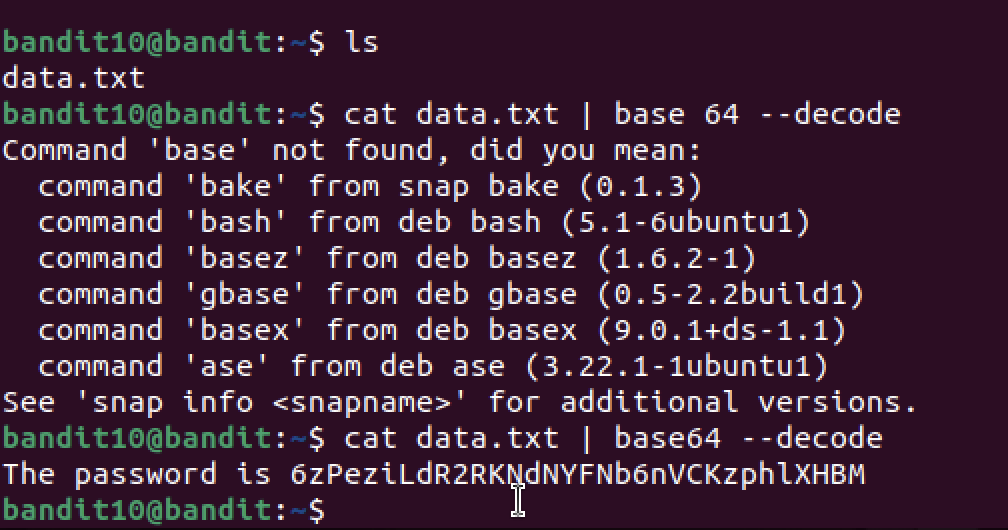 bandit10@bandit:~$ ls
data.txt
bandit10@bandit:~$ cat data.txt | base 64 --decode
Command 'base' not found, did you mean:
  command 'bake' from snap bake (0.1.3)
  command 'bash' from deb bash (5.1-6ubuntu1)
  command 'basez' from deb basez (1.6.2-1)
  command 'gbase' from deb gbase (0.5-2.2build1)
  command 'basex' from deb basex (9.0.1+ds-1.1)
  command 'ase' from deb ase (3.22.1-1ubuntu1)
See 'snap info <snapname>' for additional versions.
bandit10@bandit:~$ cat data.txt | base64 --decode
The password is 6zPeziLdR2RKNdNYFNb6nVCKzphlXHBM
bandit10@bandit:~$